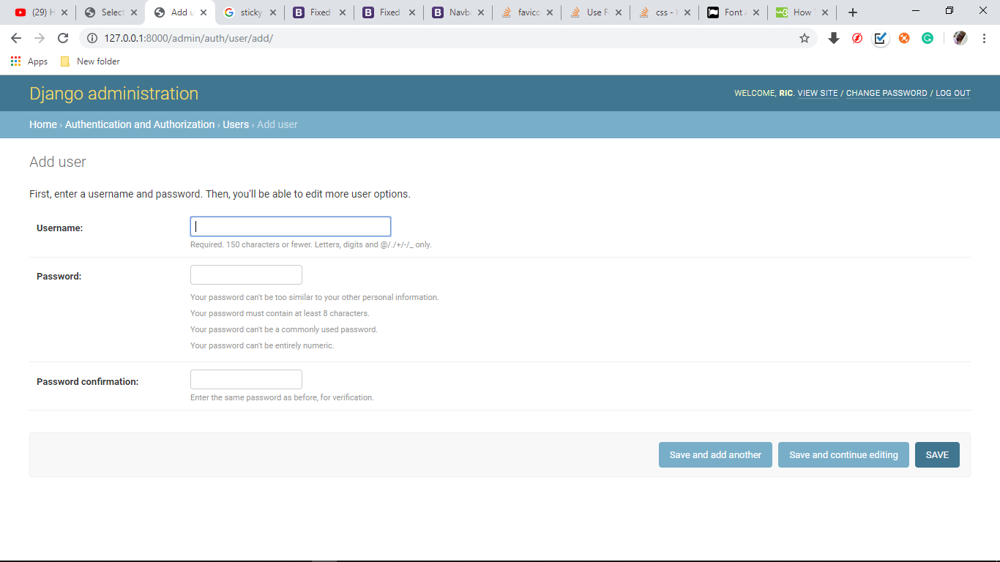 (29) H
Select
Add u
sticky
Fixed
Fixed
Navb
favico
Use F
css -
Font
How
127.0.0.1:8000/admin/auth/user/add/
Apps
New folder
Django administration
WELCOME, RIC. VIEW SITE / CHANGE PASSWORD / LOG OUT
Home › Authentication and Authorization › Users › Add user
Add user
First, enter a username and password. Then, you'll be able to edit more user options.
Username:
Required. 150 characters or fewer. Letters, digits and @/./+/-/_ only.
Password:
Your password can't be too similar to your other personal information.
Your password must contain at least 8 characters.
Your password can't be a commonly used password.
Your password can't be entirely numeric.
Password confirmation:
Enter the same password as before, for verification.
Save and add another
Save and continue editing
SAVE